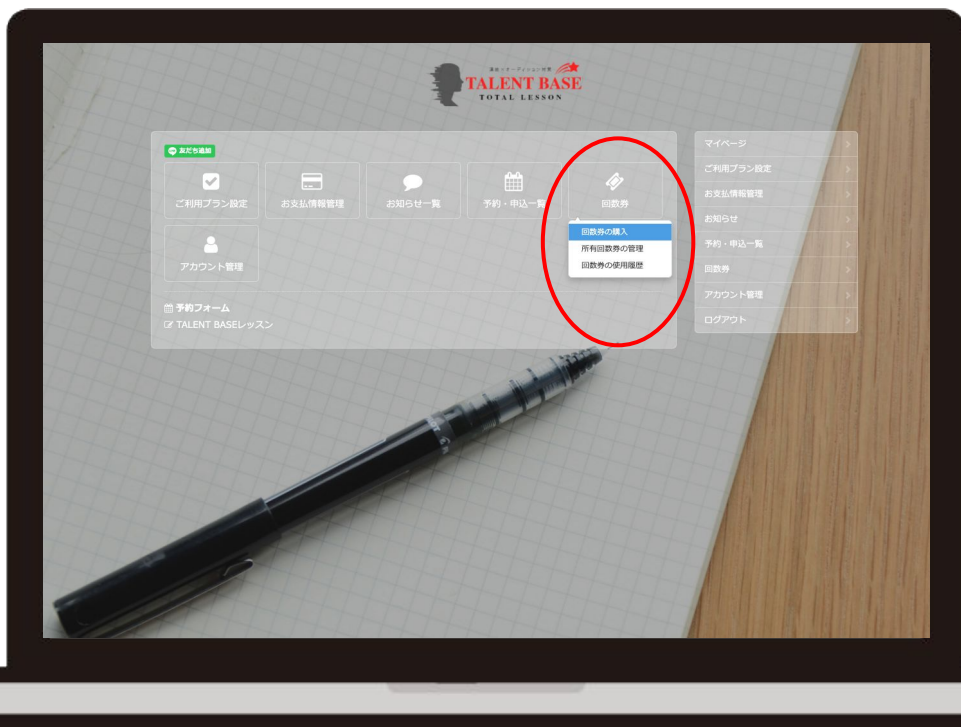 TALENT BASE
TOTAL LESSON
友だち追加
ご利用プラン設定
お支払情報管理
お知らせ一覧
予約・申込一覧
回数券
回数券の購入
所有回数券の管理
回数券の使用履歴
アカウント管理
予約フォーム
TALENT BASEレッスン
マイページ
ご利用プラン設定
お支払情報管理
お知らせ
予約・申込一覧
回数券
アカウント管理
ログアウト